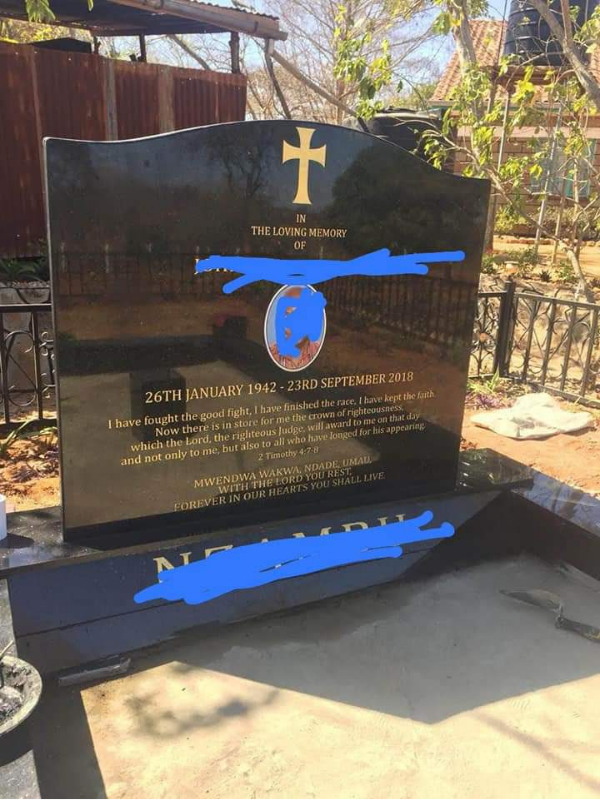 IN
THE LOVING MEMORY
OF
26TH JANUARY 1942 - 23RD SEPTEMBER 2018
I have fought the good fight, I have finished the race, I have kept the faith.
Now there is in store for me the crown of righteousness,
which the Lord, the righteous Judge, will award to me on that day
and not only to me, but also to all who have longed for his appearing.
2 Timothy 4:7-8
MWENDWA WAKWA, NDADE, UMAU,
WITH THE LORD YOU REST,
FOREVER IN OUR HEARTS YOU SHALL LIVE